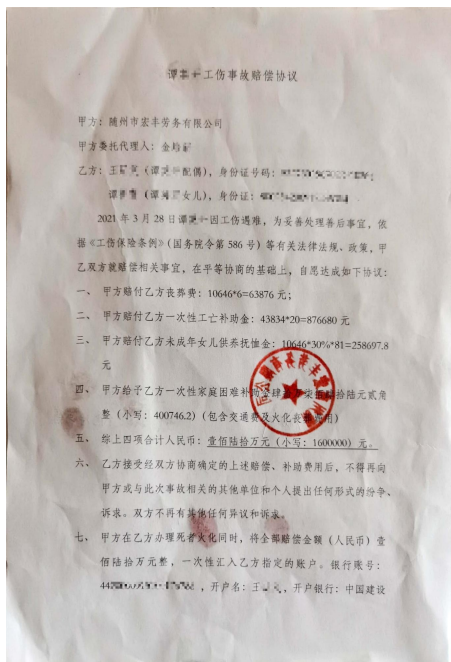 谭 工伤事故赔偿协议
甲方：随州市宏丰劳务有限公司
甲方委托代理人：金
乙方：王 （谭 配偶），身份证号码：
谭 （谭 女儿），身份证：
2021 年 3 月 28 日谭 因工伤遇难，为妥善处理善后事宜，依
据《工伤保险条例》（国务院令第 586 号）等有关法律法规、政策，甲
乙双方就赔偿相关事宜，在平等协商的基础上，自愿达成如下协议：
一、 甲方赔付乙方丧葬费：10646*6=63876 元；
二、 甲方赔付乙方一次性工亡补助金：43834*20=876680 元
三、 甲方赔付乙方未成年女儿供养抚恤金：10646*30%*81=258697.8
元
四、 甲方给予乙方一次性家庭困难补助金肆 柒佰肆拾陆元贰角
整（小写：400746.2）（包含交通费及火化丧葬费用）
五、 综上四项合计人民币：壹佰陆拾万元（小写：1600000）元。
六、 乙方接受经双方协商确定的上述赔偿、补助费用后，不得再向
甲方或与此次事故相关的其他单位和个人提出任何形式的纷争、
诉求。双方不再有其他任何异议和诉求。
七、 甲方在乙方办理死者火化同时，将全部赔偿金额（人民币）壹
佰陆拾万元整，一次性汇入乙方指定的账户。银行账号：
44 ，开户名：王 ，开户银行：中国建设